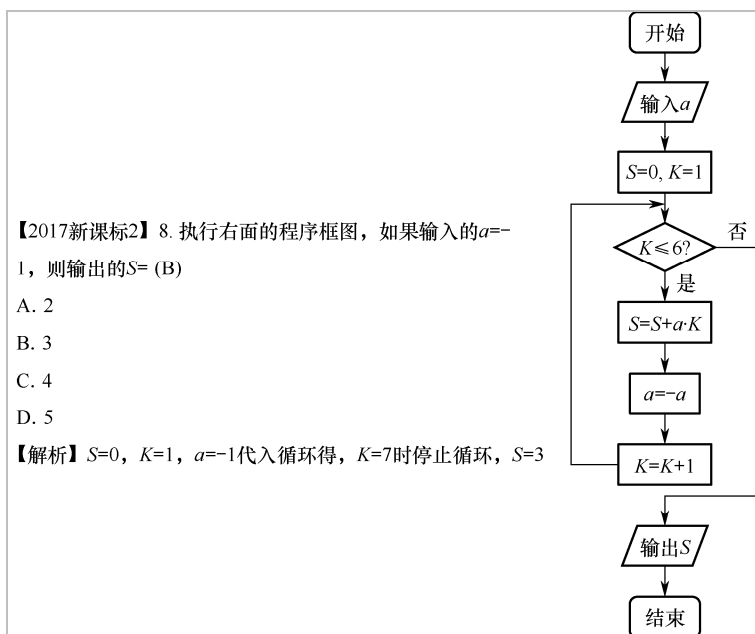 开始
输入a
S=0, K=1
【2017新课标2】8. 执行右面的程序框图，如果输入的a=-
1，则输出的S= (B)
K≤6?
否
是
A. 2
S=S+a·K
B. 3
C. 4
a=-a
D. 5
【解析】S=0，K=1，a=-1代入循环得，K=7时停止循环，S=3
K=K+1
输出S
结束